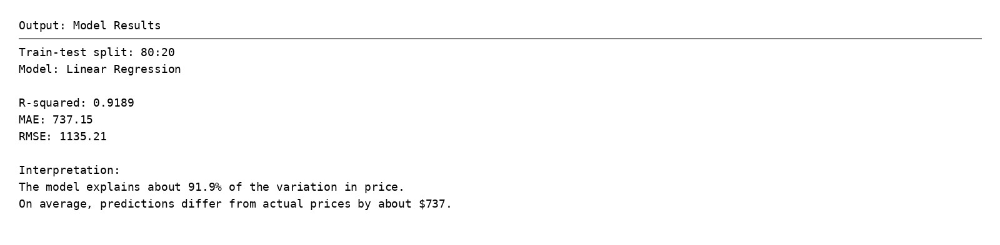 Output: Model Results
Train-test split: 80:20
Model: Linear Regression
R-squared: 0.9189
MAE: 737.15
RMSE: 1135.21
Interpretation:
The model explains about 91.9% of the variation in price.
On average, predictions differ from actual prices by about $737.